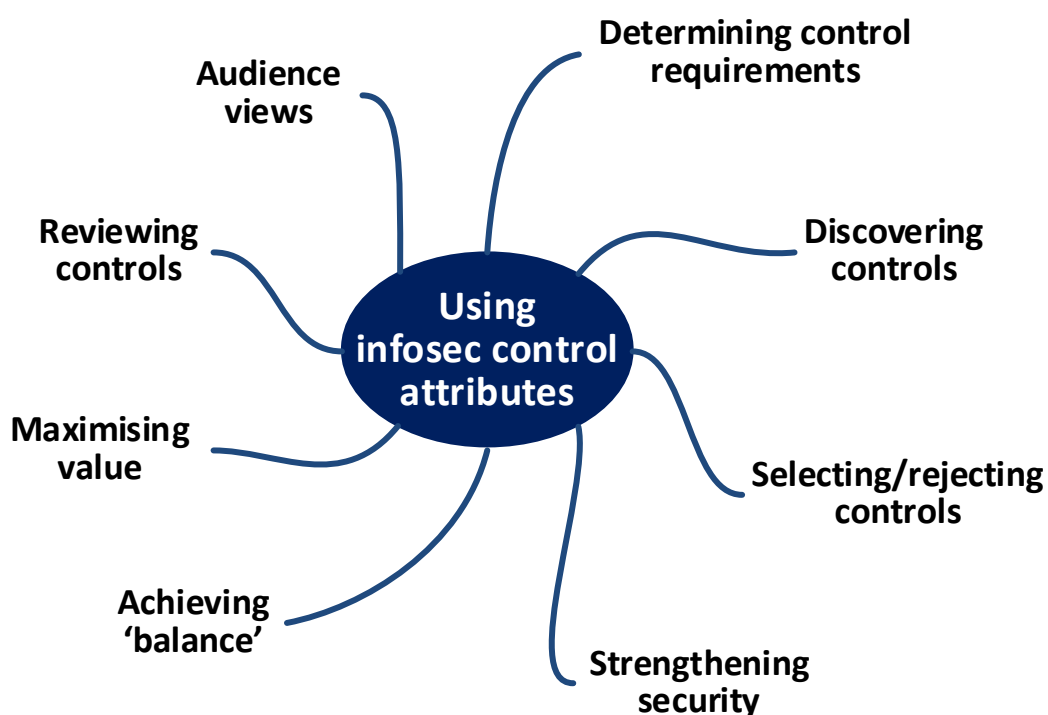 Using
infosec control
attributes
Determining control
requirements
Discovering
controls
Selecting/rejecting
controls
Strengthening
security
Achieving
‘balance’
Maximising
value
Reviewing
controls
Audience
views